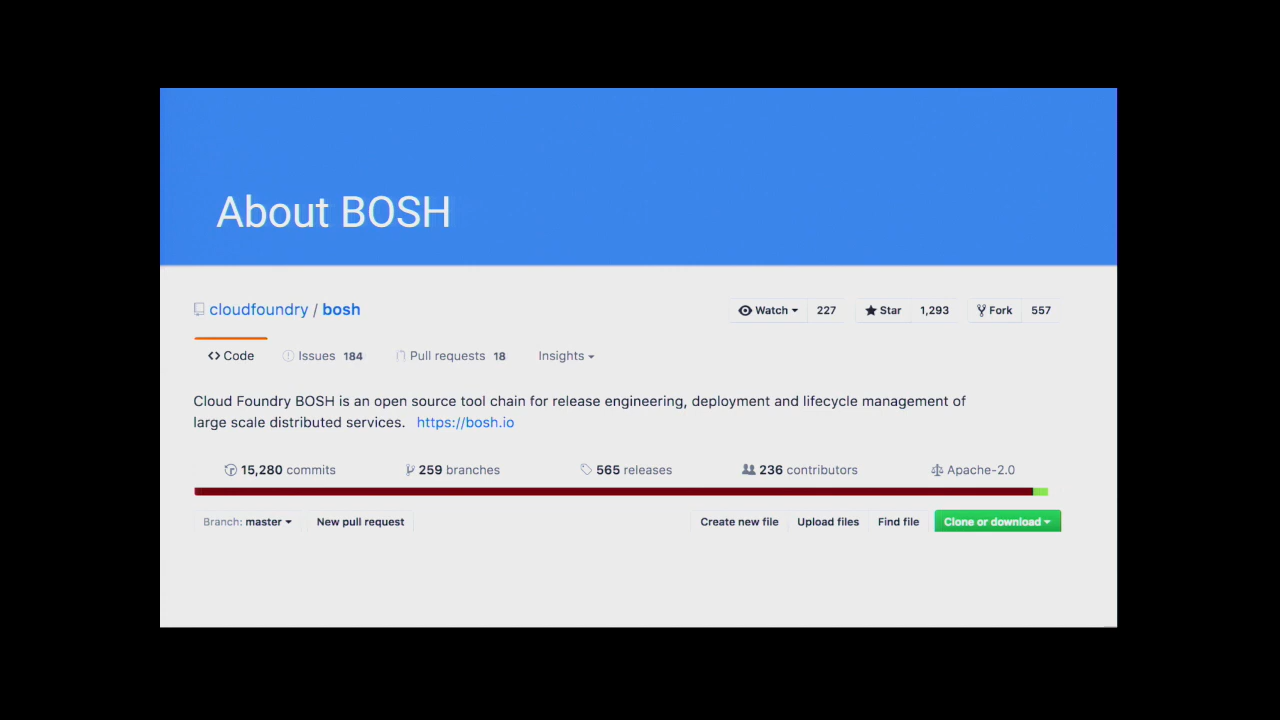 About BOSH
cloudfoundry / bosh
Watch 227 Star 1,293 Fork 557
Code Issues 184 Pull requests 18 Insights
Cloud Foundry BOSH is an open source tool chain for release engineering, deployment and lifecycle management of
large scale distributed services. https://bosh.io
15,280 commits 259 branches 565 releases 236 contributors Apache-2.0
Branch: master New pull request Create new file Upload files Find file Clone or download